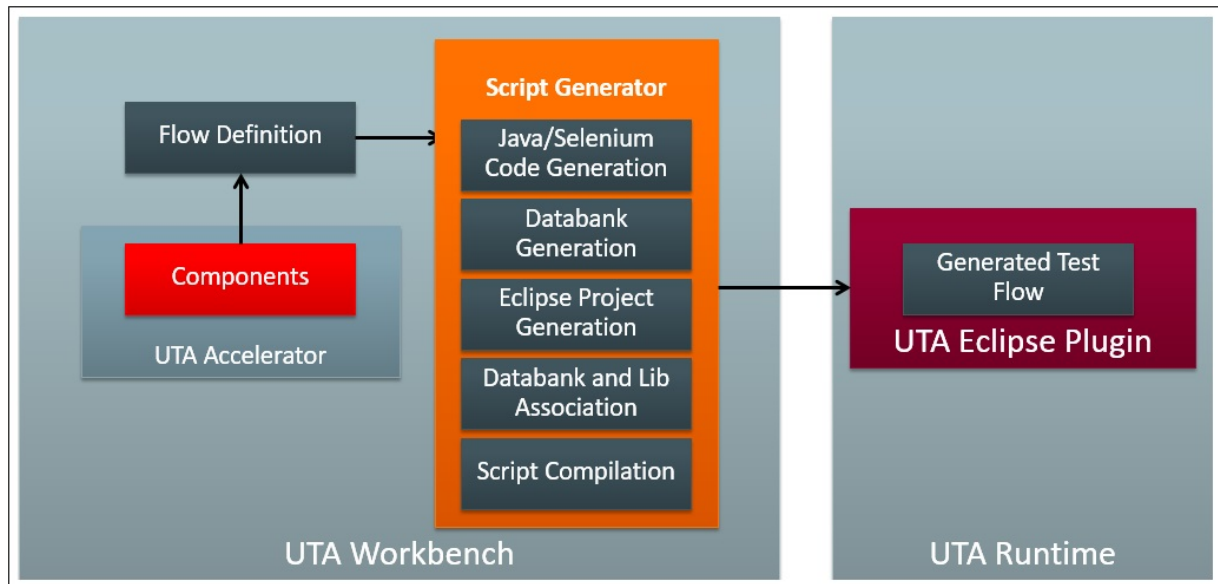 Flow Definition
Components
UTA Accelerator
Script Generator
Java/Selenium
Code Generation
Databank
Generation
Eclipse Project
Generation
Databank and Lib
Association
Script Compilation
UTA Workbench
Generated Test
Flow
UTA Eclipse Plugin
UTA Runtime